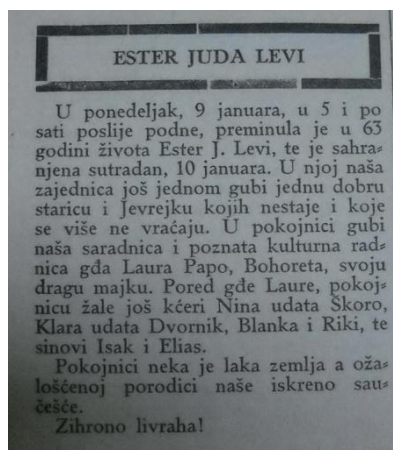 ESTER JUDA LEVI
U ponedeljak, 9 januara, u 5 i po
sati poslije podne, preminula je u 63
godini života Ester J. Levi, te je sahra=
njena sutradan, 10 januara. U njoj naša
zajednica još jednom gubi jednu dobru
staricu i Jevrejku kojih nestaje i koje
se više ne vraćaju. U pokojnici gubi
naša saradnica i poznata kulturna rad=
nica gđa Laura Papo, Bohoreta, svoju
dragu majku. Pored gđe Laure, pokoj=
nicu žale još kćeri Nina udata Škoro,
Klara udata Dvornik, Blanka i Riki, te
sinovi Isak i Elias.
Pokojnici neka je laka zemlja a oža=
lošćenoj porodici naše iskreno sau=
češće.
Zihrono livraha!